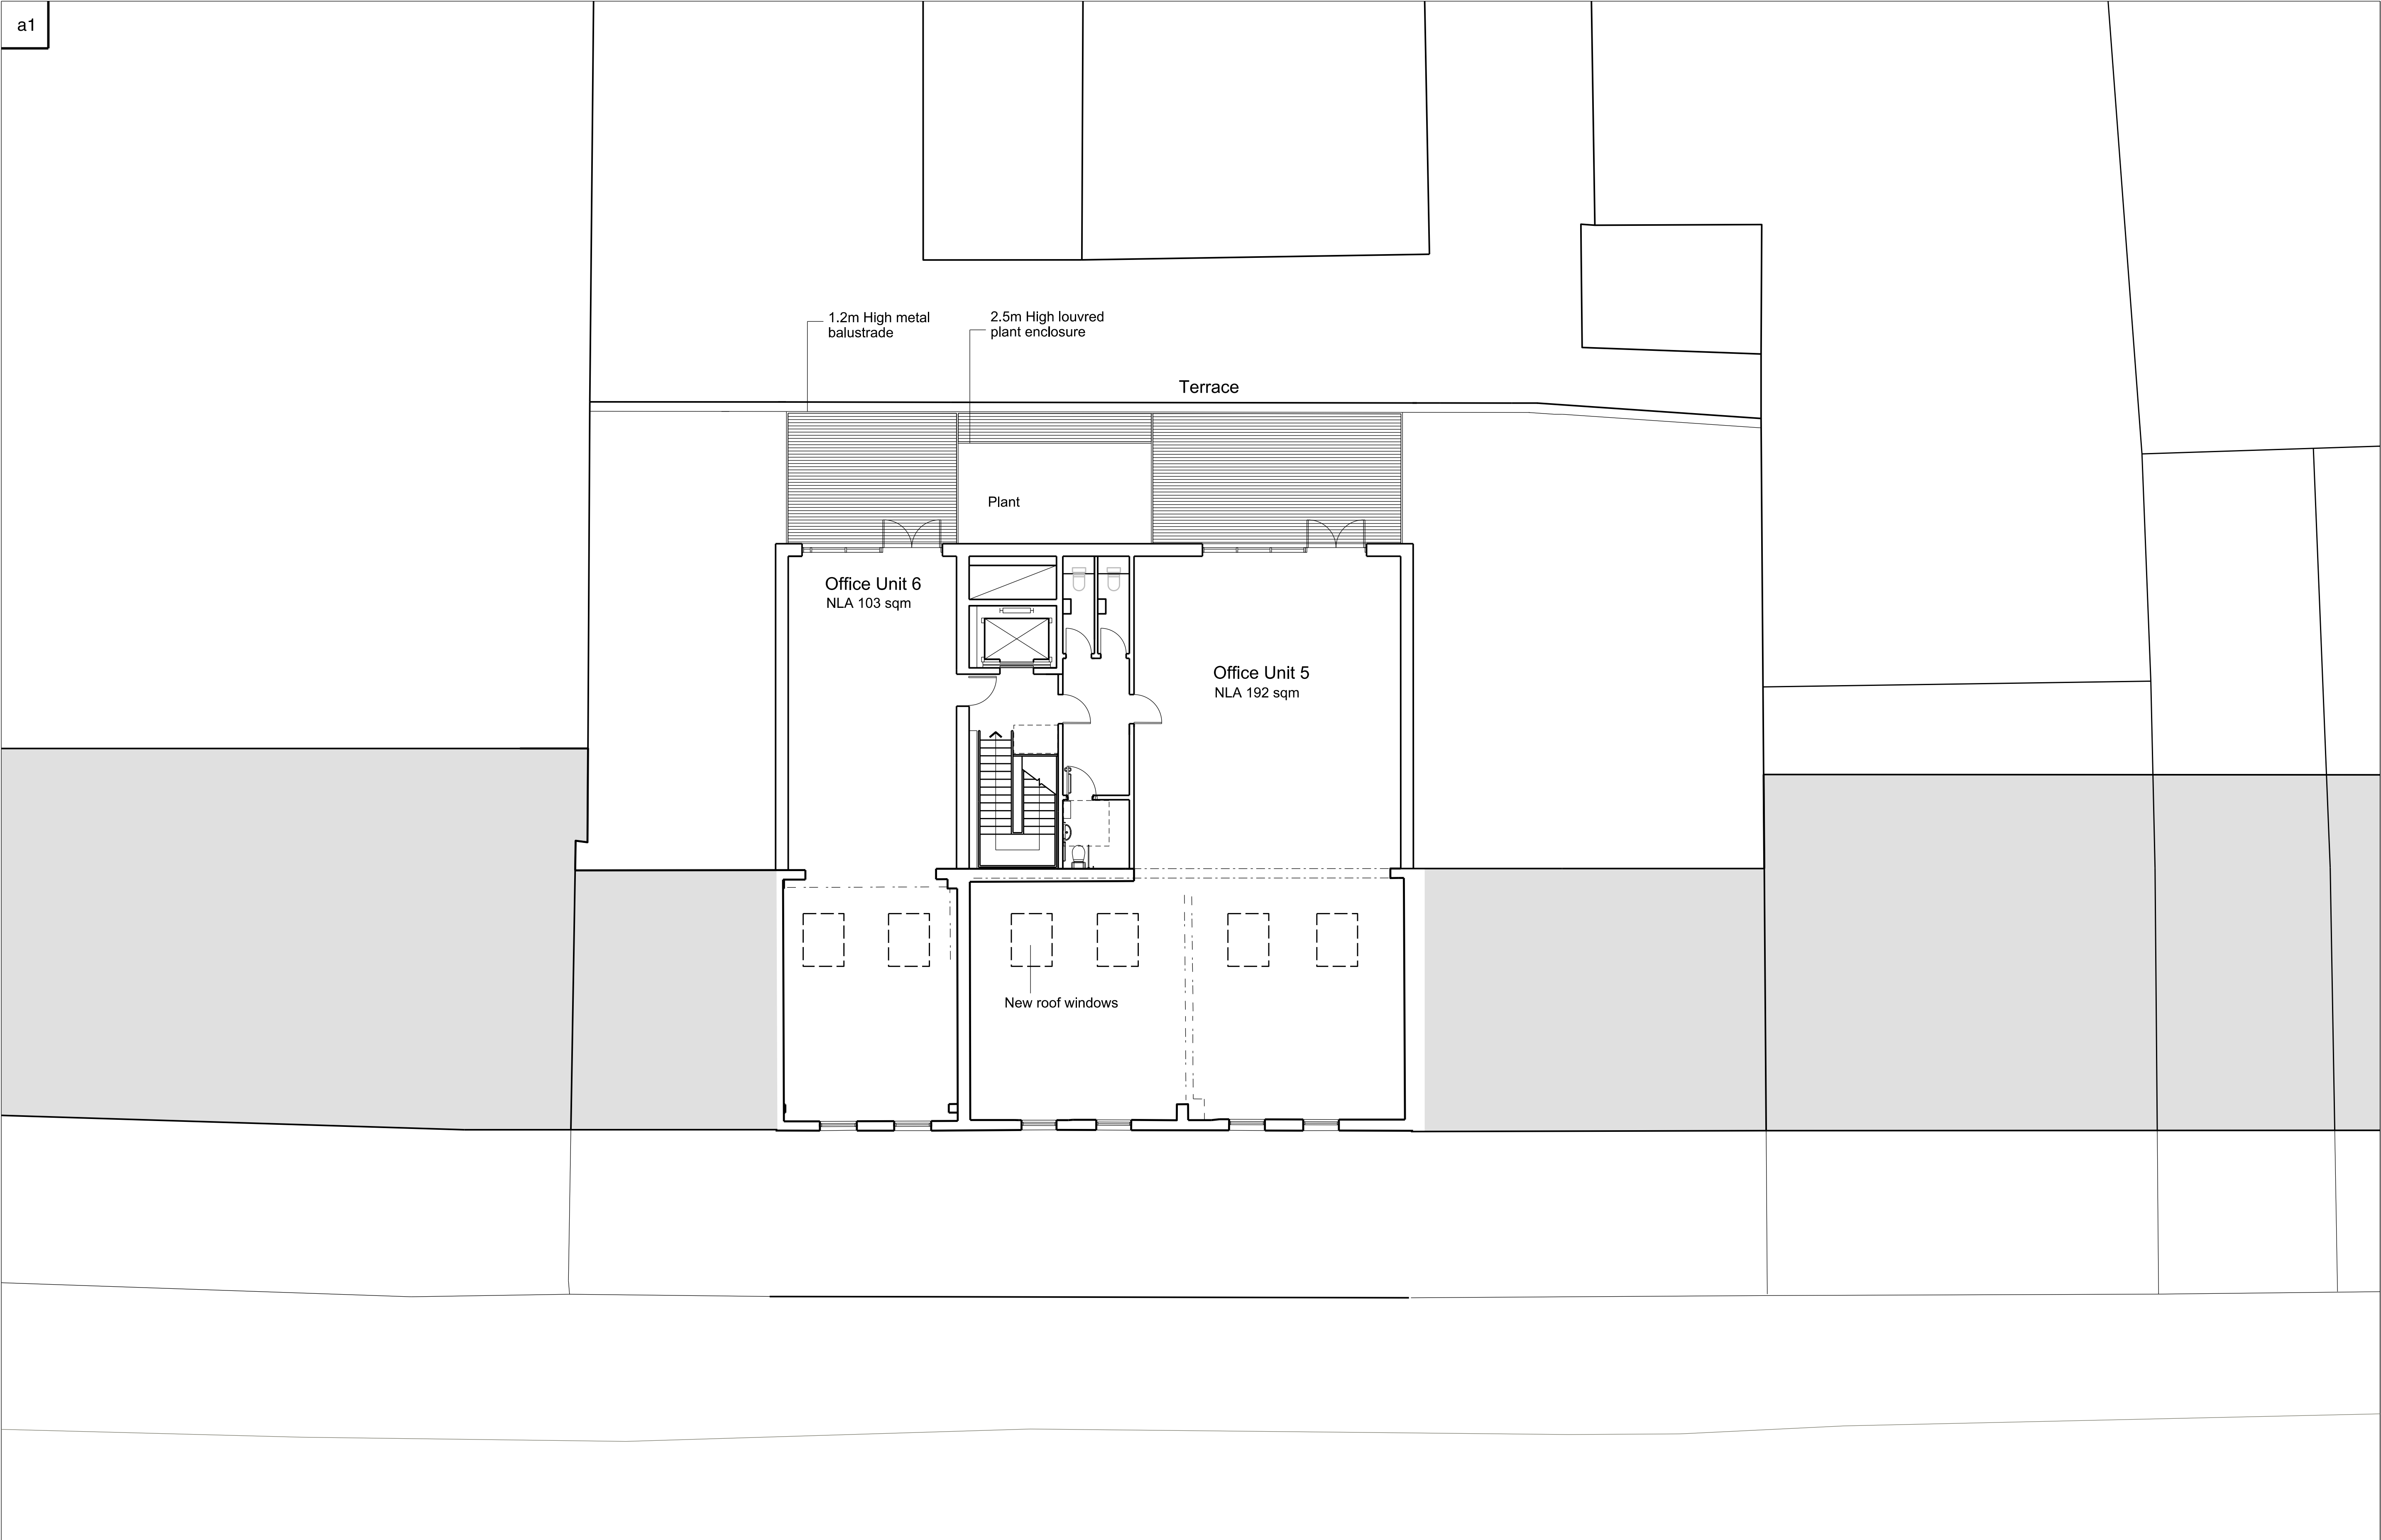 a1
1.2m High metal
balustrade
2.5m High louvred
plant enclosure
Terrace
Plant
Office Unit 6
NLA 103 sqm
Office Unit 5
NLA 192 sqm
New roof windows